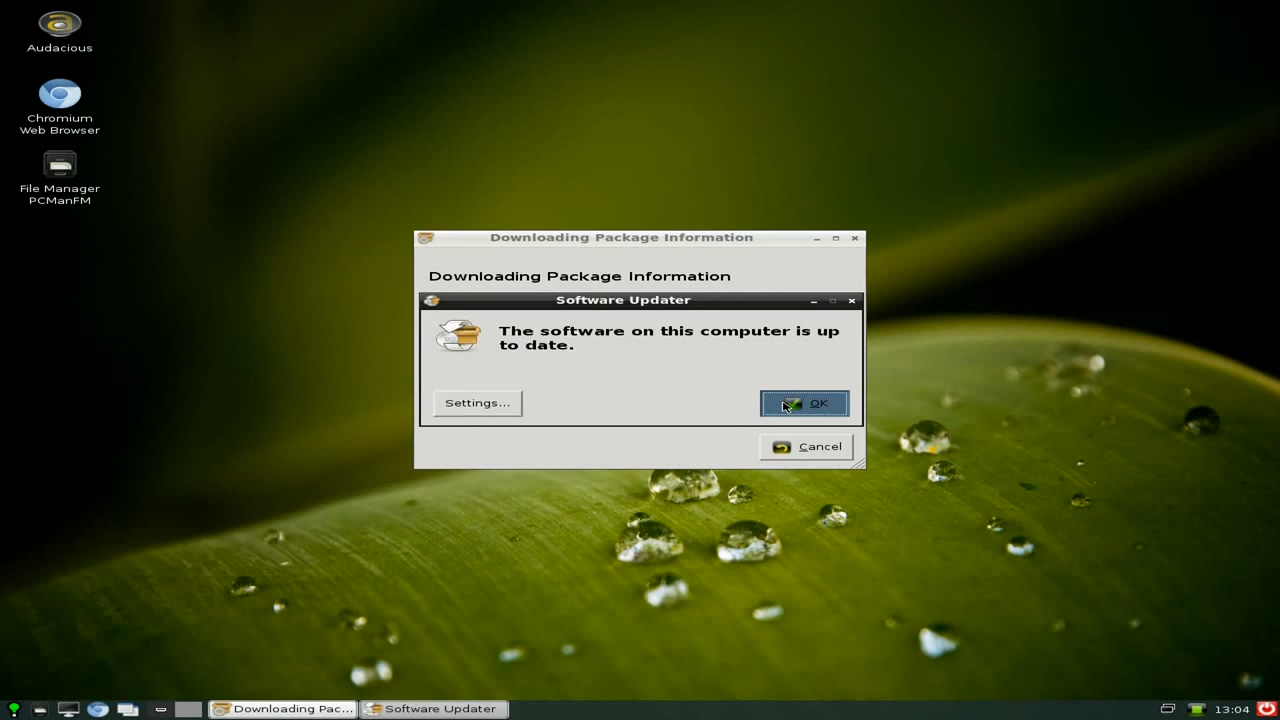 Audacious
Chromium
Web Browser
File Manager
PCManFM
Downloading Package Information
Downloading Package Information
Software Updater
The software on this computer is up
to date.
Settings...
OK
Cancel
Downloading Pac...
Software Updater
13:04